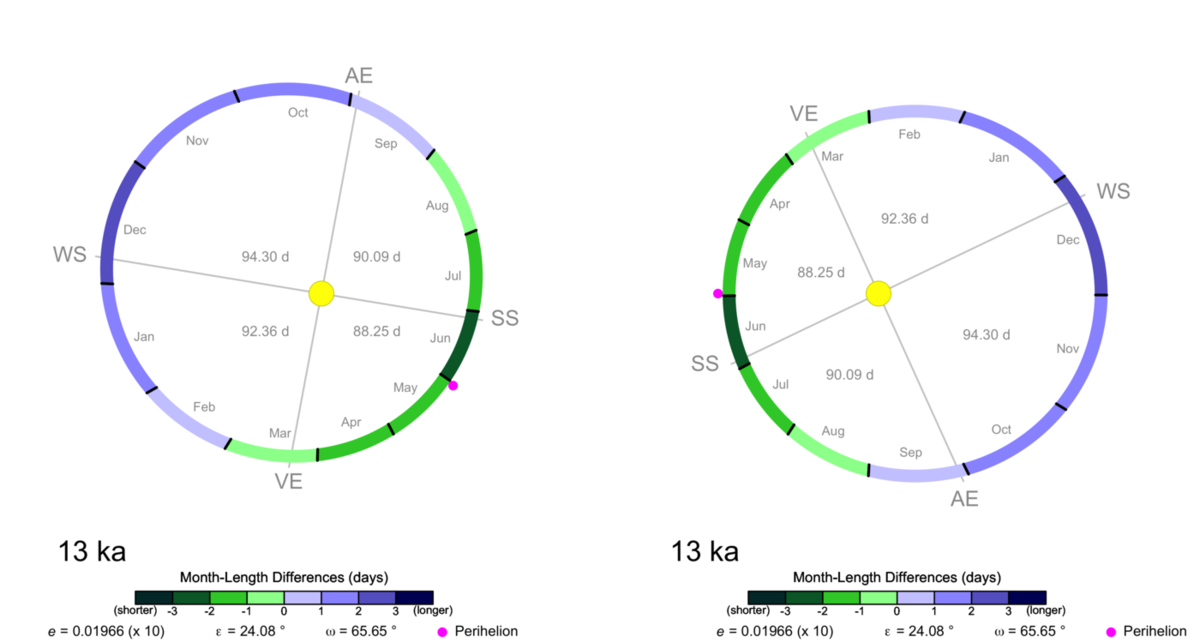 AE
Oct
Nov
Sep
Aug
Dec
WS
94.30 d
90.09 d
Jul
SS
92.36 d
88.25 d
Jun
Jan
May
Feb
Apr
Mar
VE
13 ka
Month-Length Differences (days)
(shorter) -3 -2 -1 0 1 2 3 (longer)
e = 0.01966 (x 10) ε = 24.08 ° ω = 65.65 ° Perihelion
VE
Feb
Mar
Jan
WS
Apr
92.36 d
Dec
May
88.25 d
Jun
94.30 d
Nov
SS
90.09 d
Jul
Aug
Oct
Sep
AE
13 ka
Month-Length Differences (days)
(shorter) -3 -2 -1 0 1 2 3 (longer)
e = 0.01966 (x 10) ε = 24.08 ° ω = 65.65 ° Perihelion